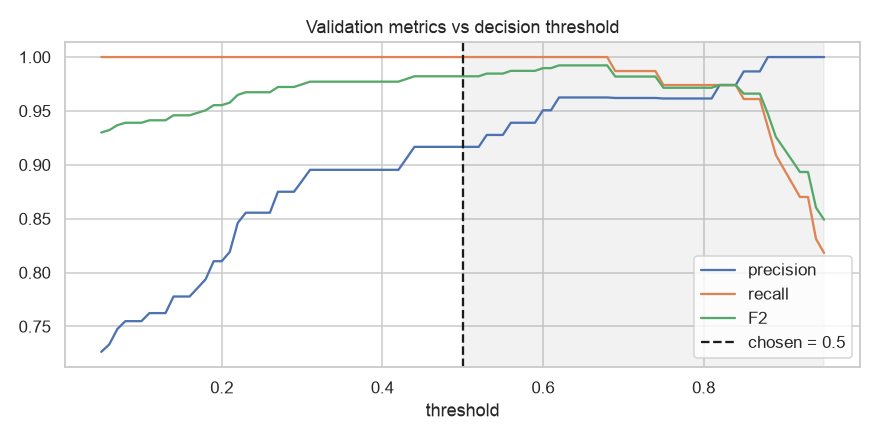 Validation metrics vs decision threshold
1.00
0.95
0.90
0.85
0.80
0.75
0.2
0.4
0.6
0.8
threshold
precision
recall
F2
chosen = 0.5